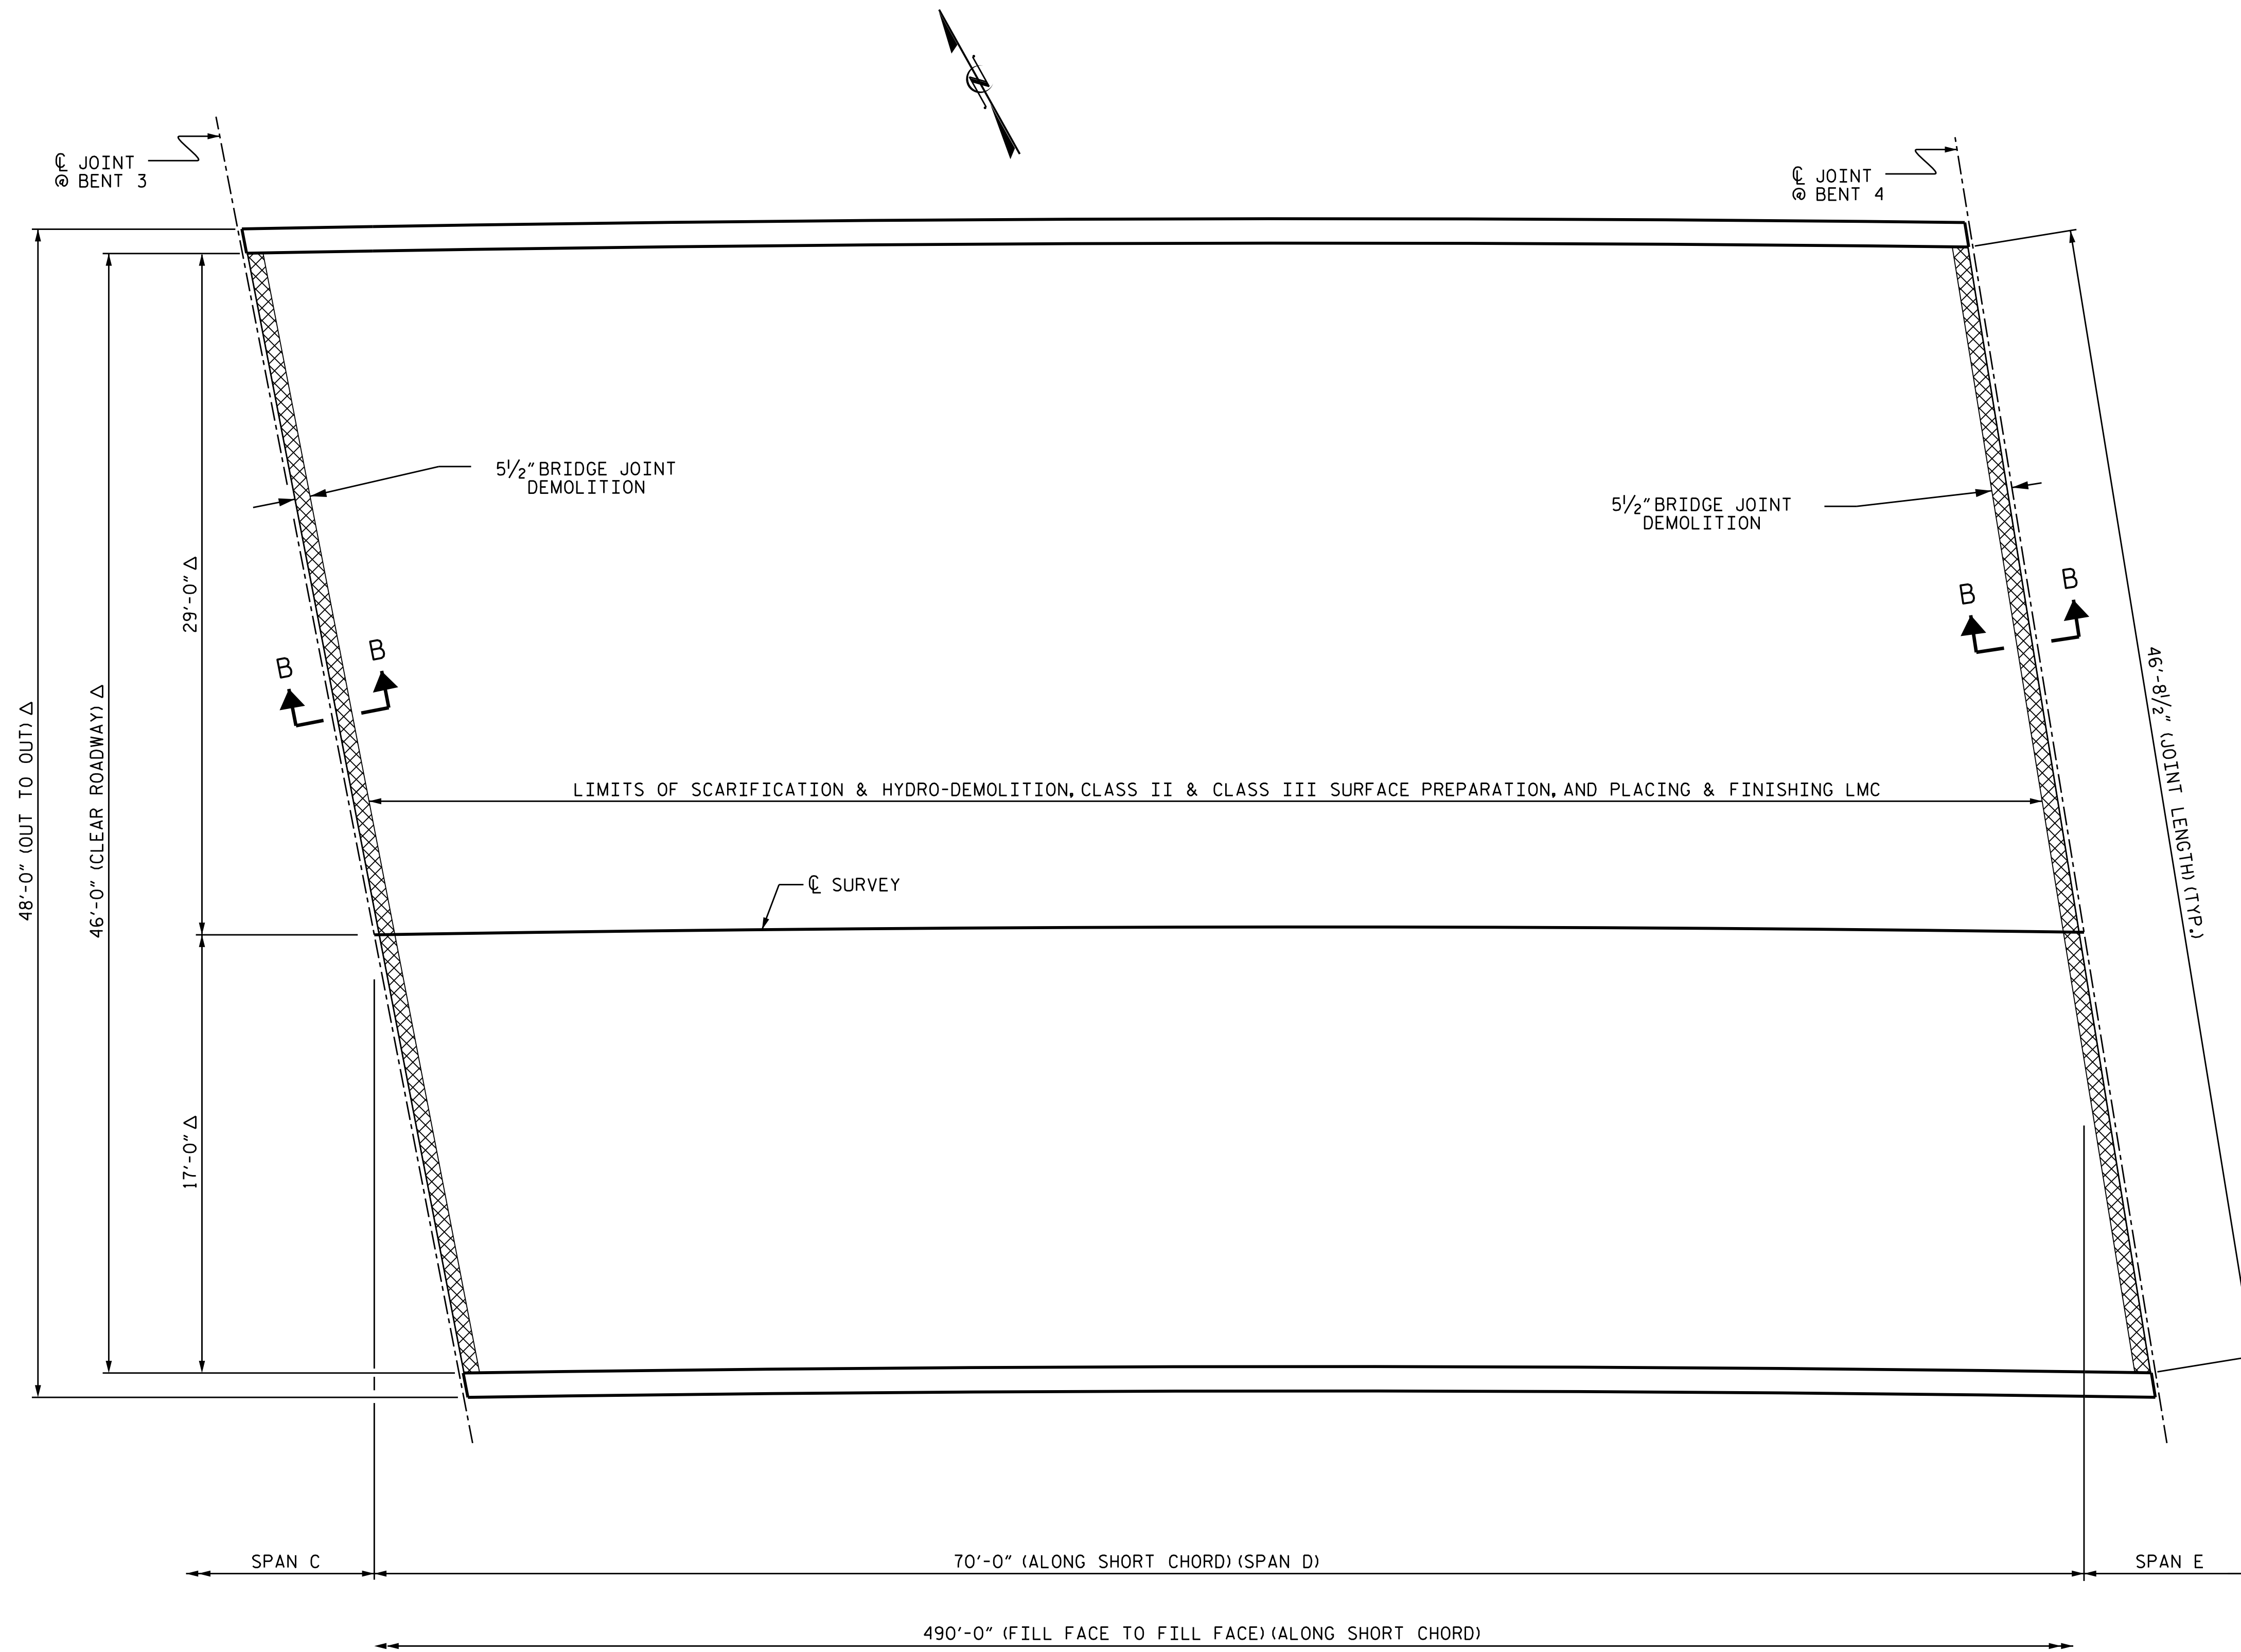 ℄ JOINT
@ BENT 3
℄ JOINT
@ BENT 4
5½" BRIDGE JOINT
DEMOLITION
5½" BRIDGE JOINT
DEMOLITION
29'-0" Δ
48'-0" (OUT TO OUT) Δ
46'-0" (CLEAR ROADWAY) Δ
17'-0" Δ
B
B
B
B
46'-8½" (JOINT LENGTH) (TYP.)
LIMITS OF SCARIFICATION & HYDRO-DEMOLITION, CLASS II & CLASS III SURFACE PREPARATION, AND PLACING & FINISHING LMC
℄ SURVEY
SPAN C
70'-0" (ALONG SHORT CHORD) (SPAN D)
SPAN E
490'-0" (FILL FACE TO FILL FACE) (ALONG SHORT CHORD)